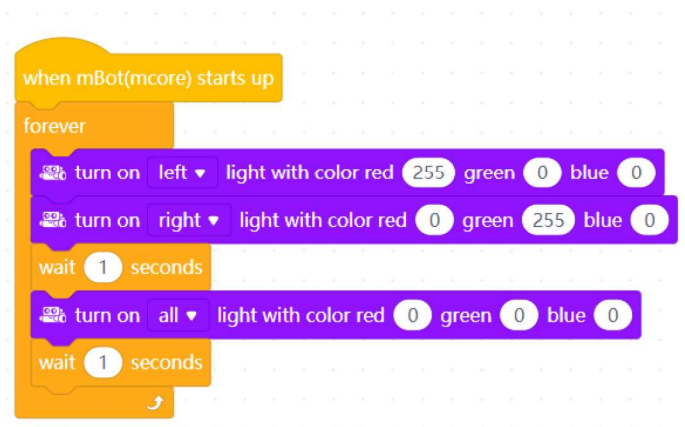 when mBot(mcore) starts up
forever
turn on left light with color red 255 green 0 blue 0
turn on right light with color red 0 green 255 blue 0
wait 1 seconds
turn on all light with color red 0 green 0 blue 0
wait 1 seconds